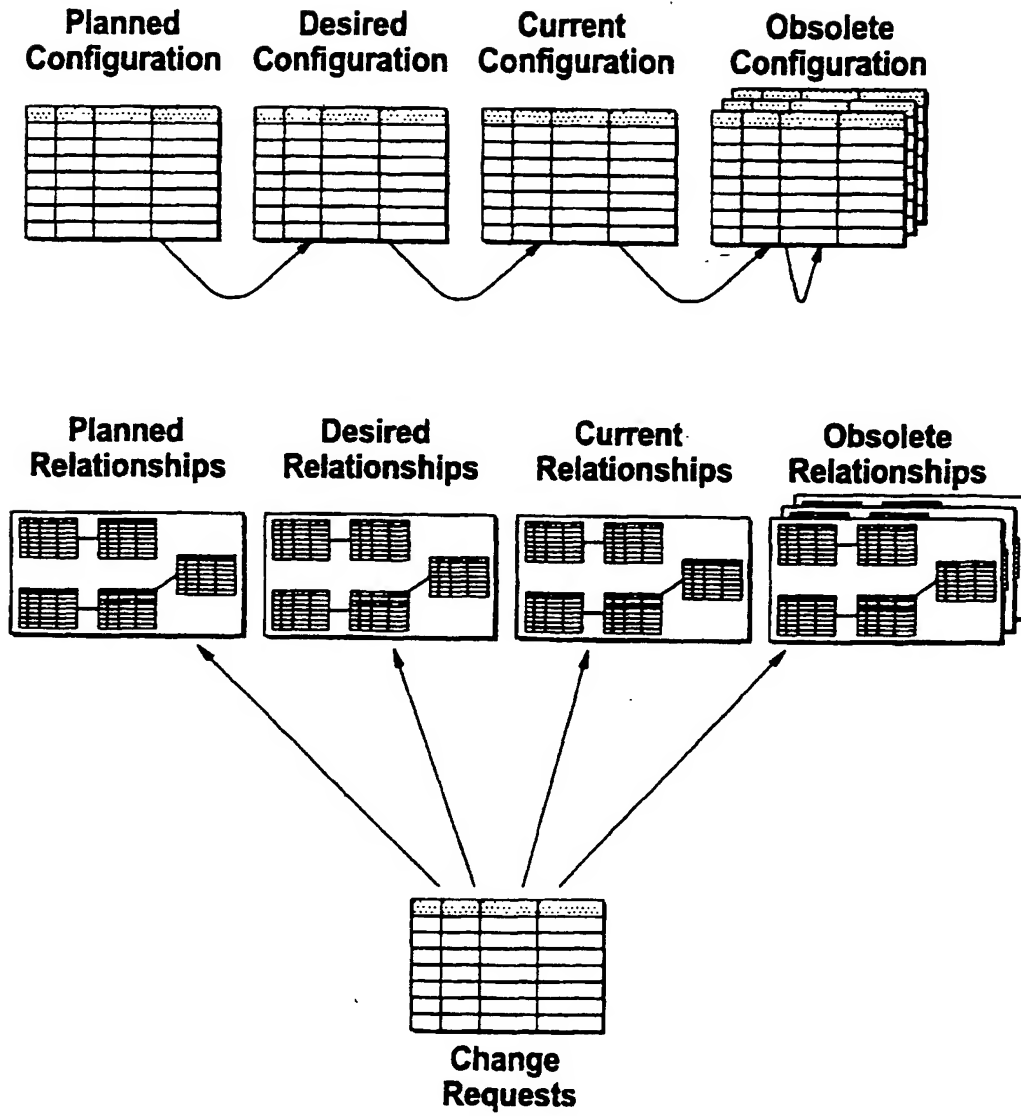 Planned
Configuration
Desired
Configuration
Current
Configuration
Obsolete
Configuration
Planned
Relationships
Desired
Relationships
Current
Relationships
Obsolete
Relationships
Change
Requests